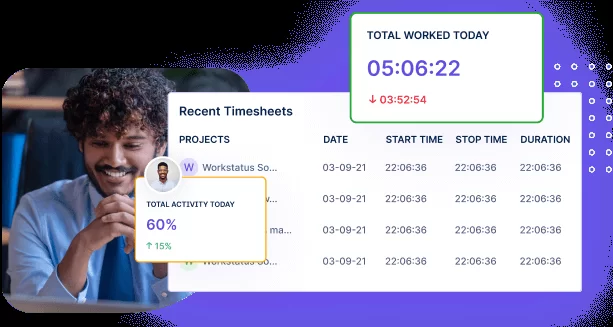 TOTAL WORKED TODAY
05:06:22
↓ 03:52:54
Recent Timesheets
PROJECTS DATE START TIME STOP TIME DURATION
W Workstatus So... 03-09-21 22:06:36 22:06:36 22:06:36
w... 03-09-21 22:06:36 22:06:36 22:06:36
ma... 03-09-21 22:06:36 22:06:36 22:06:36
Workstatus So... 03-09-21 22:06:36 22:06:36 22:06:36
TOTAL ACTIVITY TODAY
60%
↑ 15%